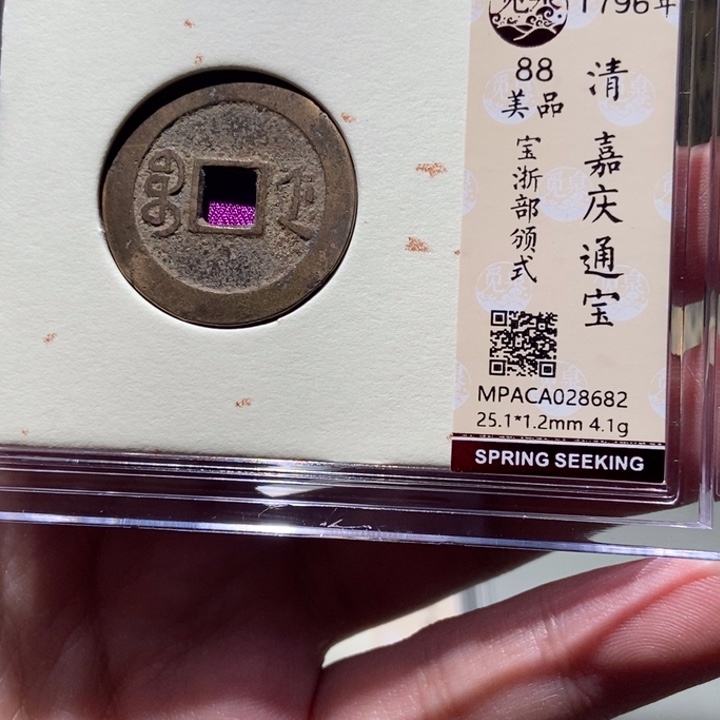 1796年
88
美品
清嘉庆通宝
宝浙部颁式
MPACA028682
25.1*1.2mm 4.1g
SPRING SEEKING